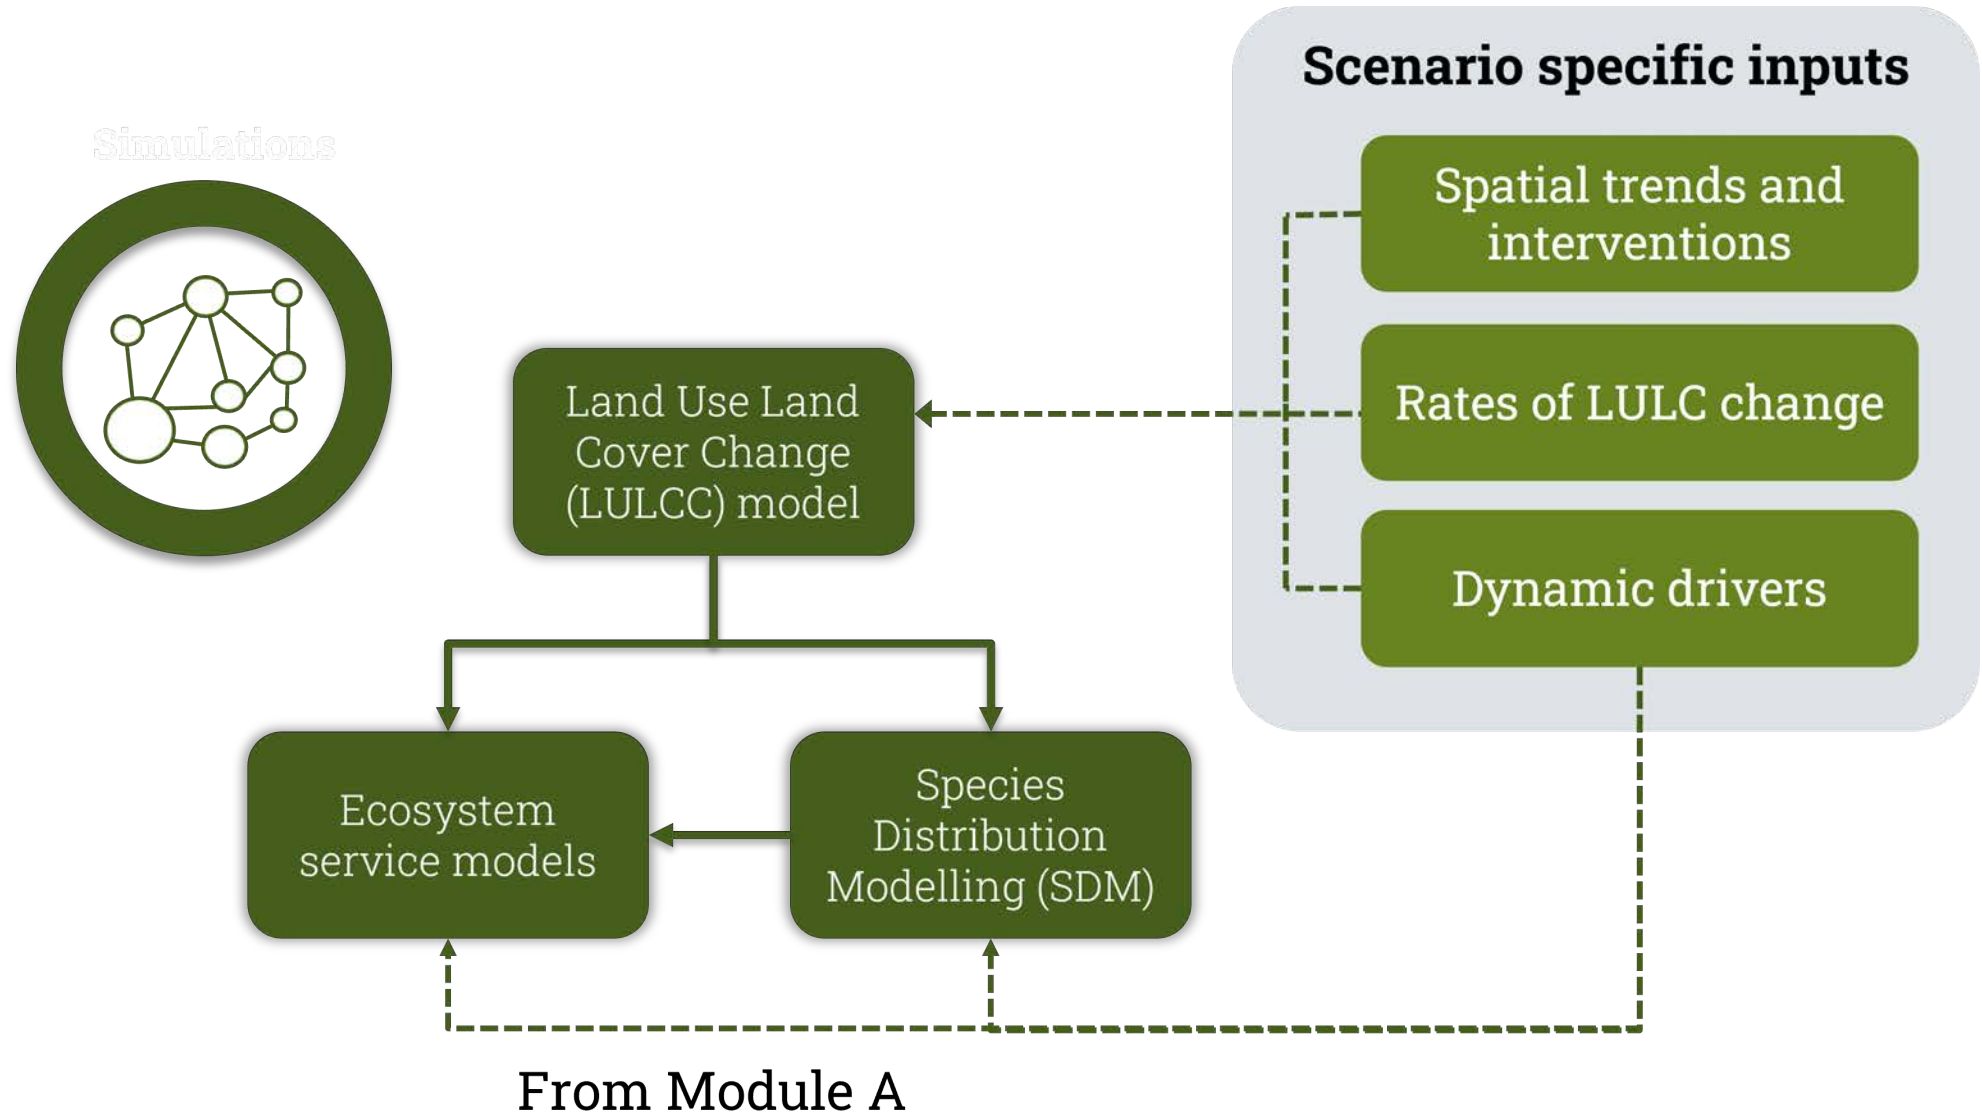 Scenario specific inputs
Simulations
Spatial trends and
interventions
Rates of LULC change
Dynamic drivers
Land Use Land
Cover Change
(LULCC) model
Ecosystem
service models
Species
Distribution
Modelling (SDM)
From Module A